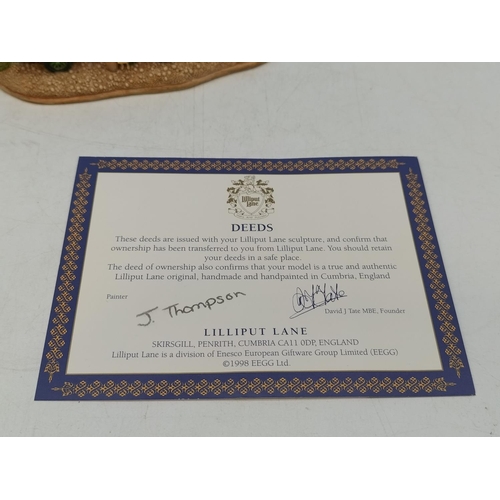 Lilliput
Lane
DEEDS
These deeds are issued with your Lilliput Lane sculpture, and confirm that
ownership has been transferred to you from Lilliput Lane. You should retain
your deeds in a safe place.
The deed of ownership also confirms that your model is a true and authentic
Lilliput Lane original, handmade and handpainted in Cumbria, England
Painter
J. Thompson
David J Tate MBE, Founder
LILLIPUT LANE
SKIRSGILL, PENRITH, CUMBRIA CA11 0DP, ENGLAND
Lilliput Lane is a division of Enesco European Giftware Group Limited (EEGG)
©1998 EEGG Ltd.